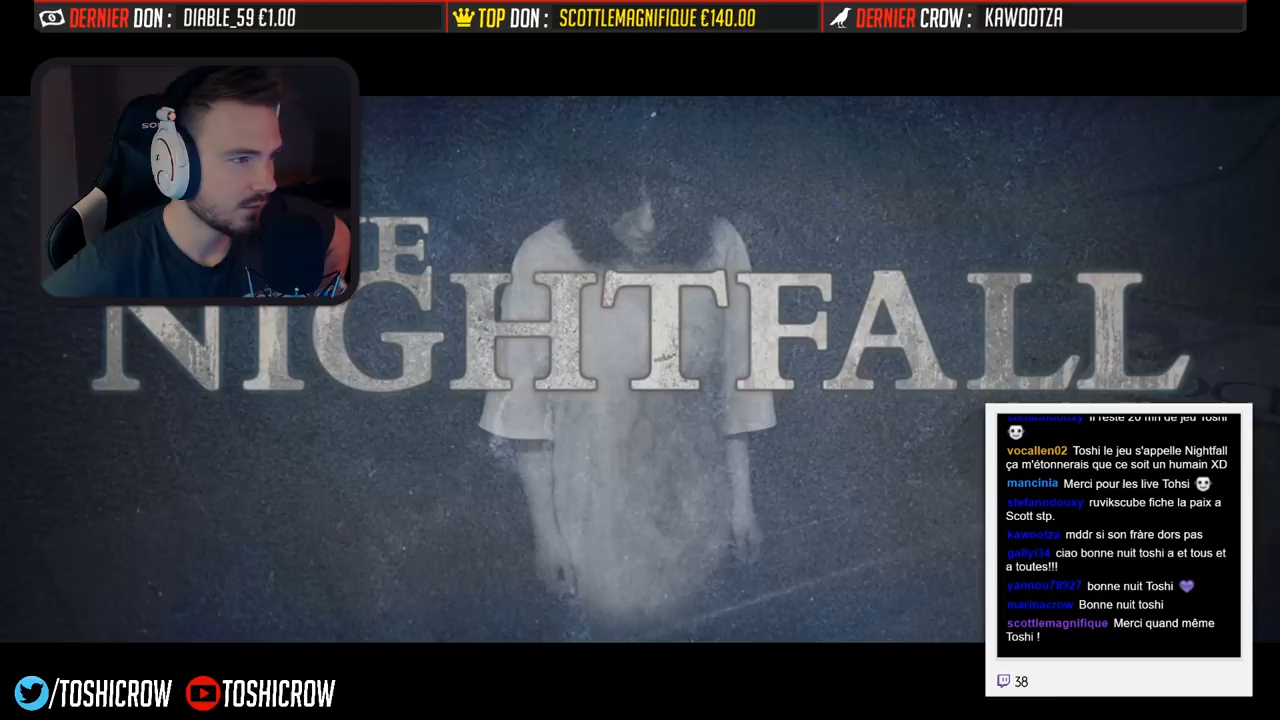 DERNIER DON : DIABLE_59 €1.00
TOP DON : SCOTTLEMAGNIFIQUE €140.00
DERNIER CROW : KAWOOTZA
NIGHTFALL
stefanodouxy Il reste 20 mn de jeu Toshi
vocallen02 Toshi le jeu s'appelle Nightfall
ça m'étonnerais que ce soit un humain XD
mancinia Merci pour les live Tohsi
stefanodouxy ruvikscube fiche la paix a
Scott stp.
kawootza mddr si son fràre dors pas
gallyt34 ciao bonne nuit toshi a et tous et
a toutes!!!
yannou78927 bonne nuit Toshi
marinacrow Bonne nuit toshi
scottlemagnifique Merci quand même
Toshi !
38
/TOSHICROW
TOSHICROW